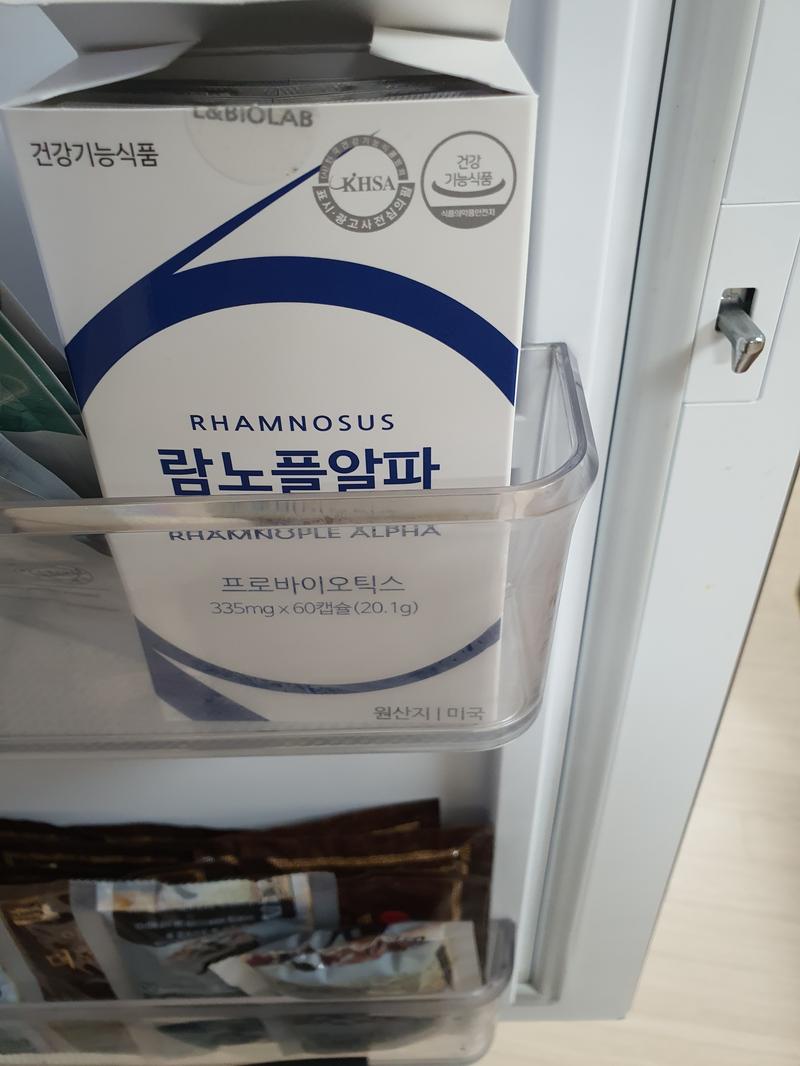 L&BIOLAB
건강기능식품
KHSA
표시·광고사전심의필
건강
기능식품
식품의약품안전처
RHAMNOSUS
람노플알파
RHAMNOPLE ALPHA
프로바이오틱스
335mg x 60캡슐(20.1g)
원산지 | 미국